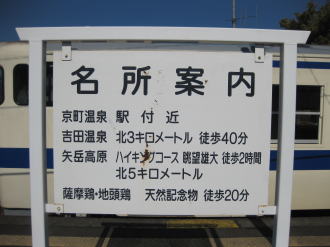 名所案内
京町温泉 駅付近
吉田温泉 北3キロメートル 徒歩40分
矢岳高原 ハイキングコース 眺望雄大 徒歩2時間
北5キロメートル
薩摩鶏・地頭鶏 天然記念物 徒歩20分